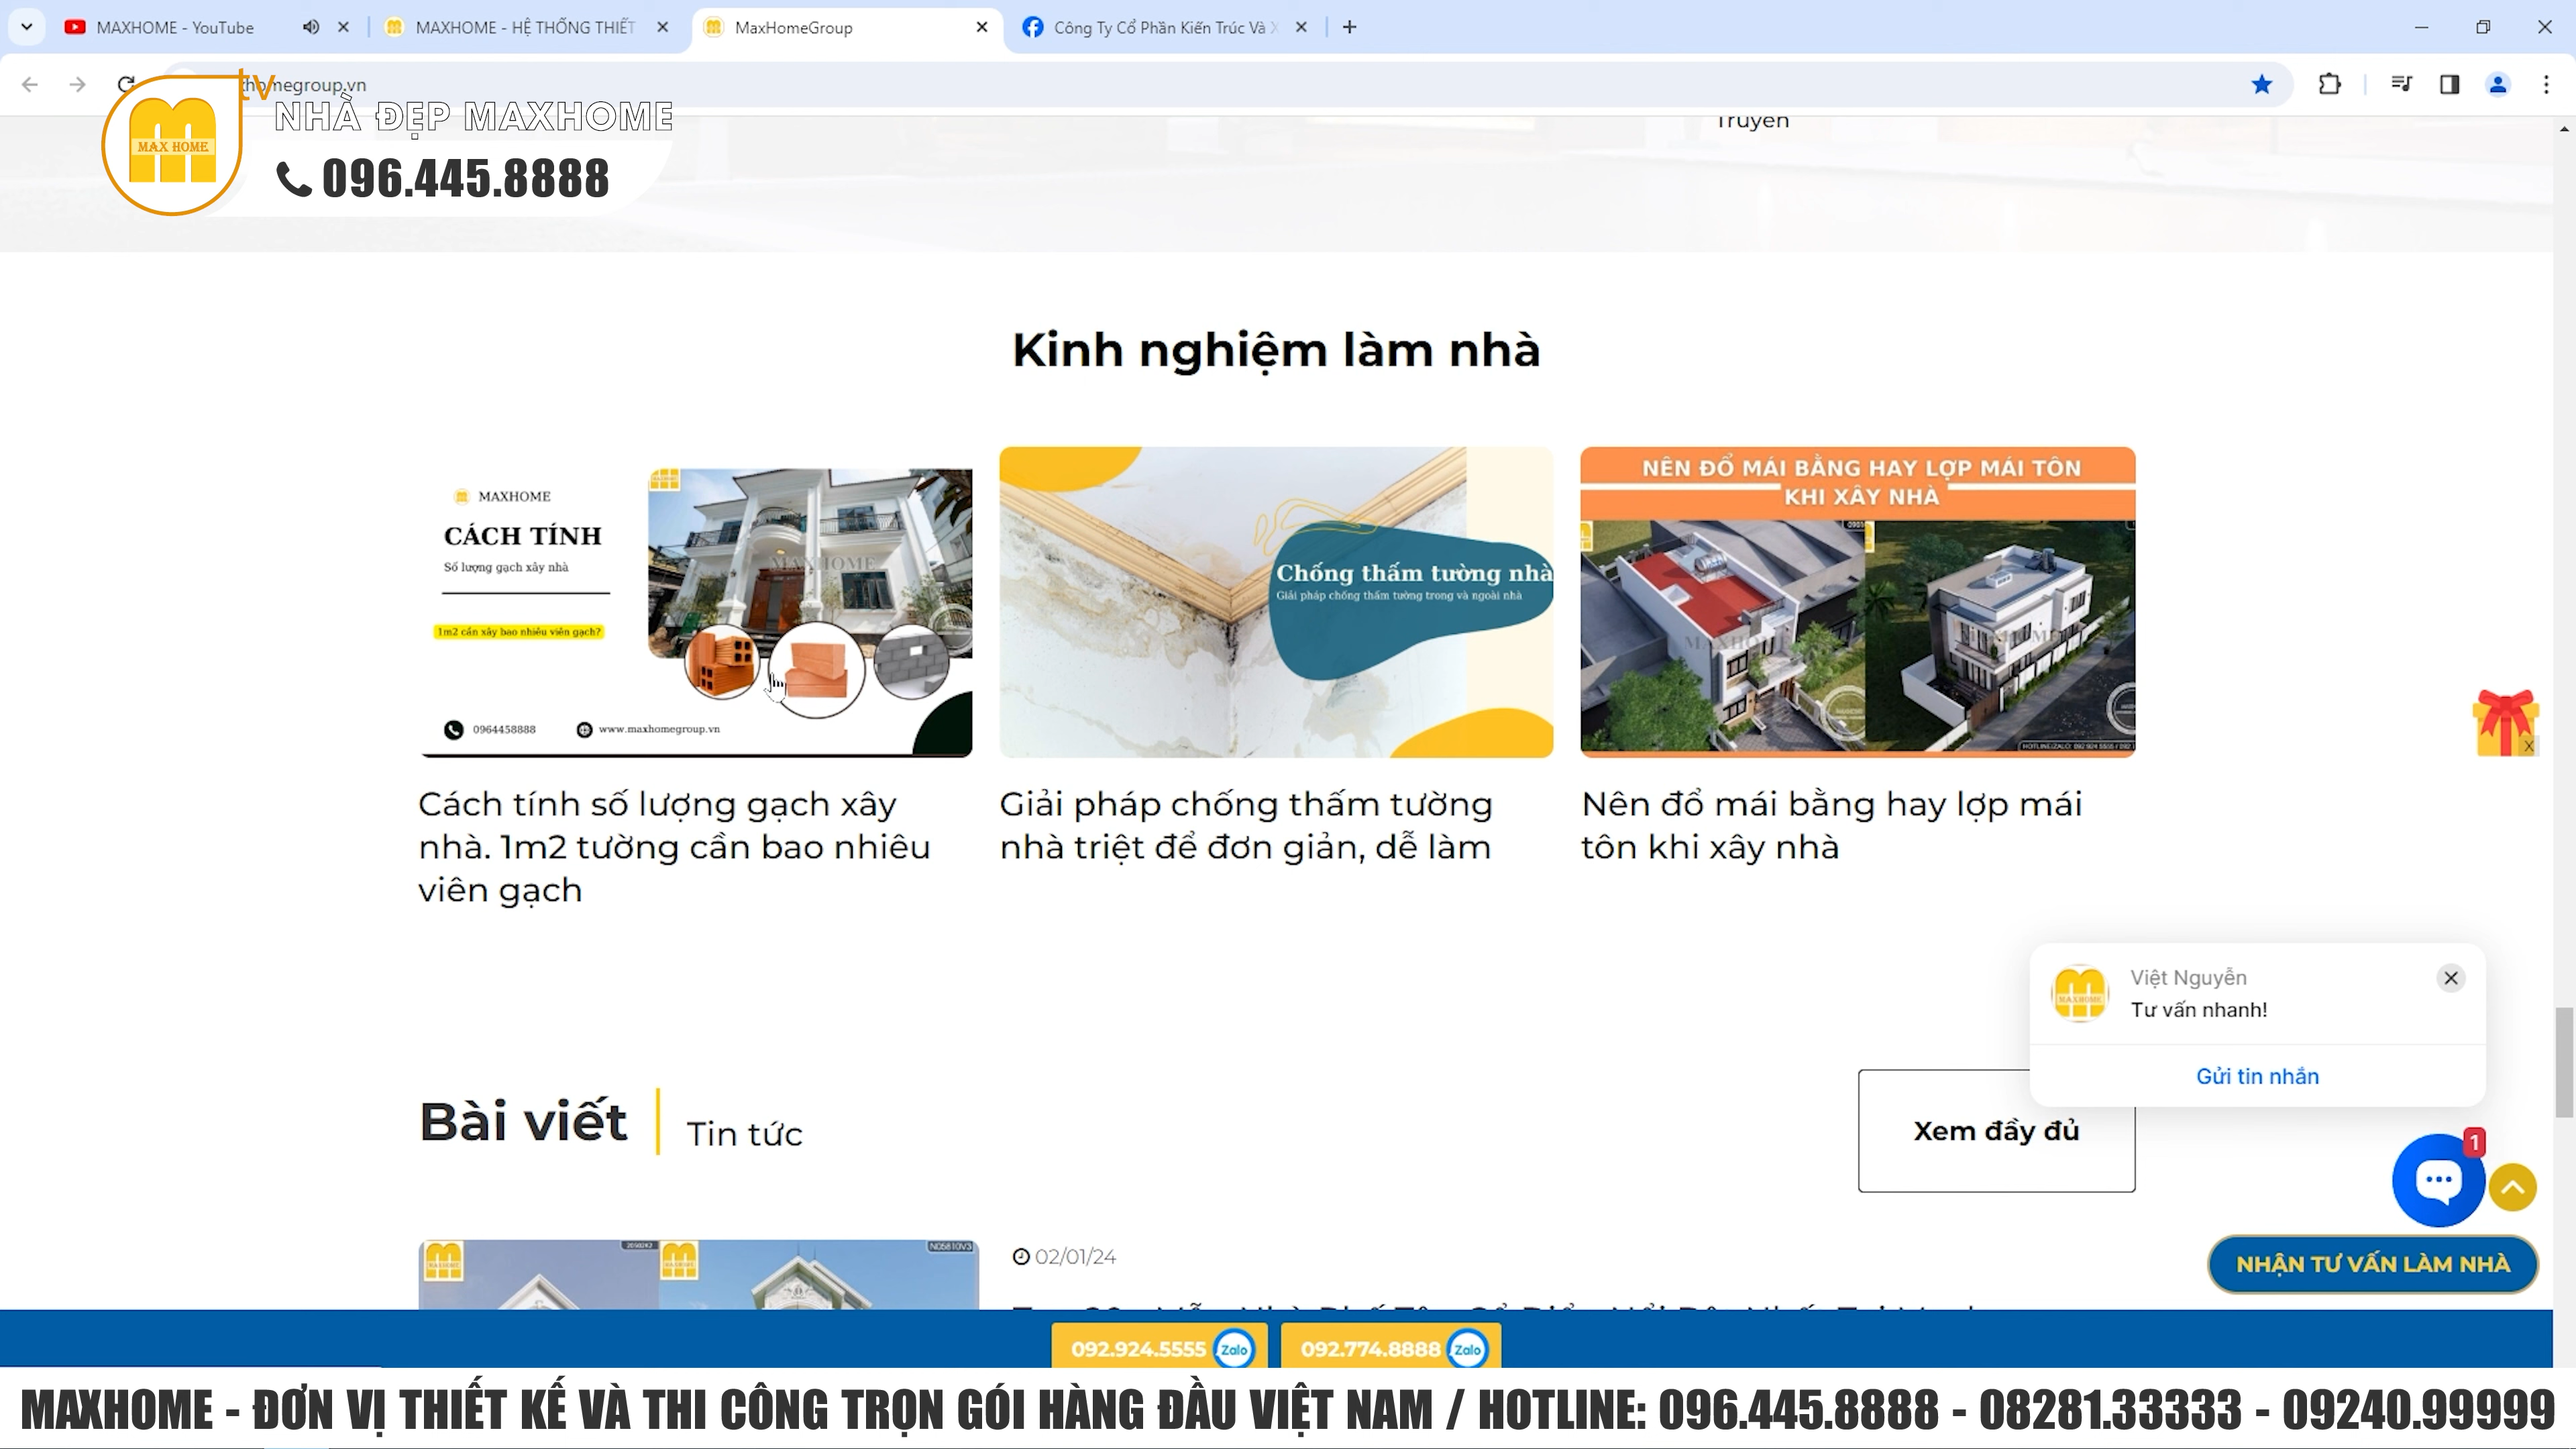 MAXHOME - YouTube
MAXHOME - HỆ THỐNG THIẾT
MaxHomeGroup
Công Ty Cổ Phần Kiến Trúc Và X
homegroup.vn
tv
NHÀ ĐẸP MAXHOME
MAX HOME
096.445.8888
Truyền
Kinh nghiệm làm nhà
MAXHOME
CÁCH TÍNH
Số lượng gạch xây nhà
1m2 cần xây bao nhiêu viên gạch?
0964458888
www.maxhomegroup.vn
MAXHOME
Chống thấm tường nhà
Giải pháp chống thấm tường trong và ngoài nhà
NÊN ĐỔ MÁI BẰNG HAY LỢP MÁI TÔN
KHI XÂY NHÀ
Cách tính số lượng gạch xây
nhà. 1m2 tường cần bao nhiêu
viên gạch
Giải pháp chống thấm tường
nhà triệt để đơn giản, dễ làm
Nên đổ mái bằng hay lợp mái
tôn khi xây nhà
x
Việt Nguyễn
Tư vấn nhanh!
Gửi tin nhắn
Bài viết
Tin tức
Xem đầy đủ
1
02/01/24
NHẬN TƯ VẤN LÀM NHÀ
092.924.5555 Zalo
092.774.8888 Zalo
MAXHOME - ĐƠN VỊ THIẾT KẾ VÀ THI CÔNG TRỌN GÓI HÀNG ĐẦU VIỆT NAM / HOTLINE: 096.445.8888 - 08281.33333 - 09240.99999